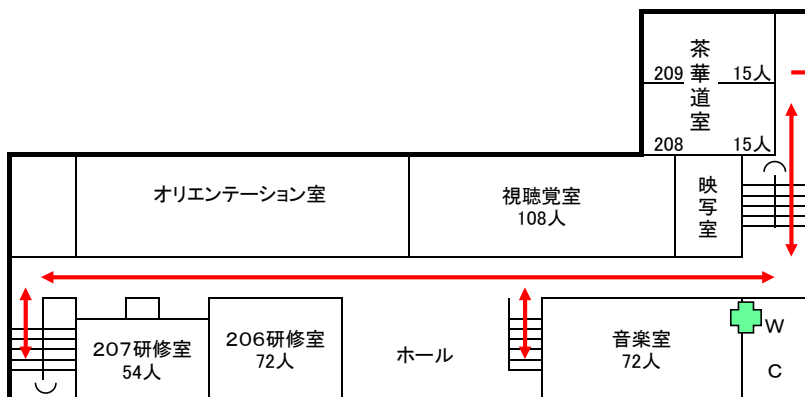 茶華道室
209 15人
208 15人
オリエンテーション室
視聴覚室
108人
映写室
207研修室
54人
206研修室
72人
ホール
音楽室
72人
W
C